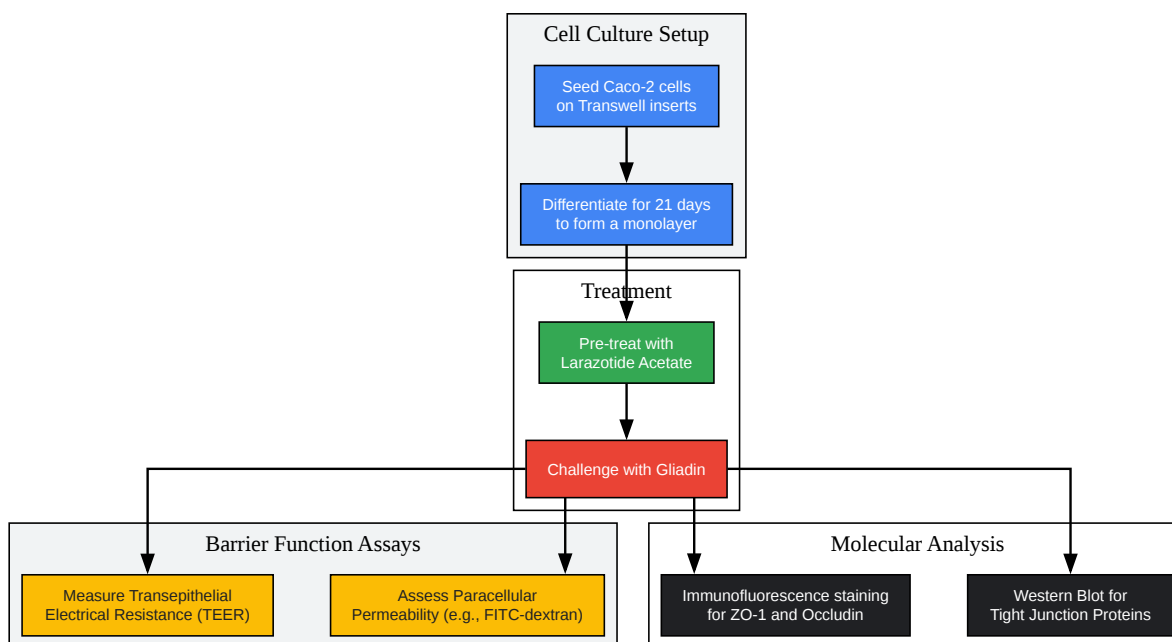 Cell Culture Setup
Seed Caco-2 cells
on Transwell inserts
Differentiate for 21 days
to form a monolayer
Treatment
Pre-treat with
Larazotide Acetate
Challenge with Gliadin
Barrier Function Assays
Measure Transepithelial
Electrical Resistance (TEER)
Assess Paracellular
Permeability (e.g., FITC-dextran)
Molecular Analysis
Immunofluorescence staining
for ZO-1 and Occludin
Western Blot for
Tight Junction Proteins